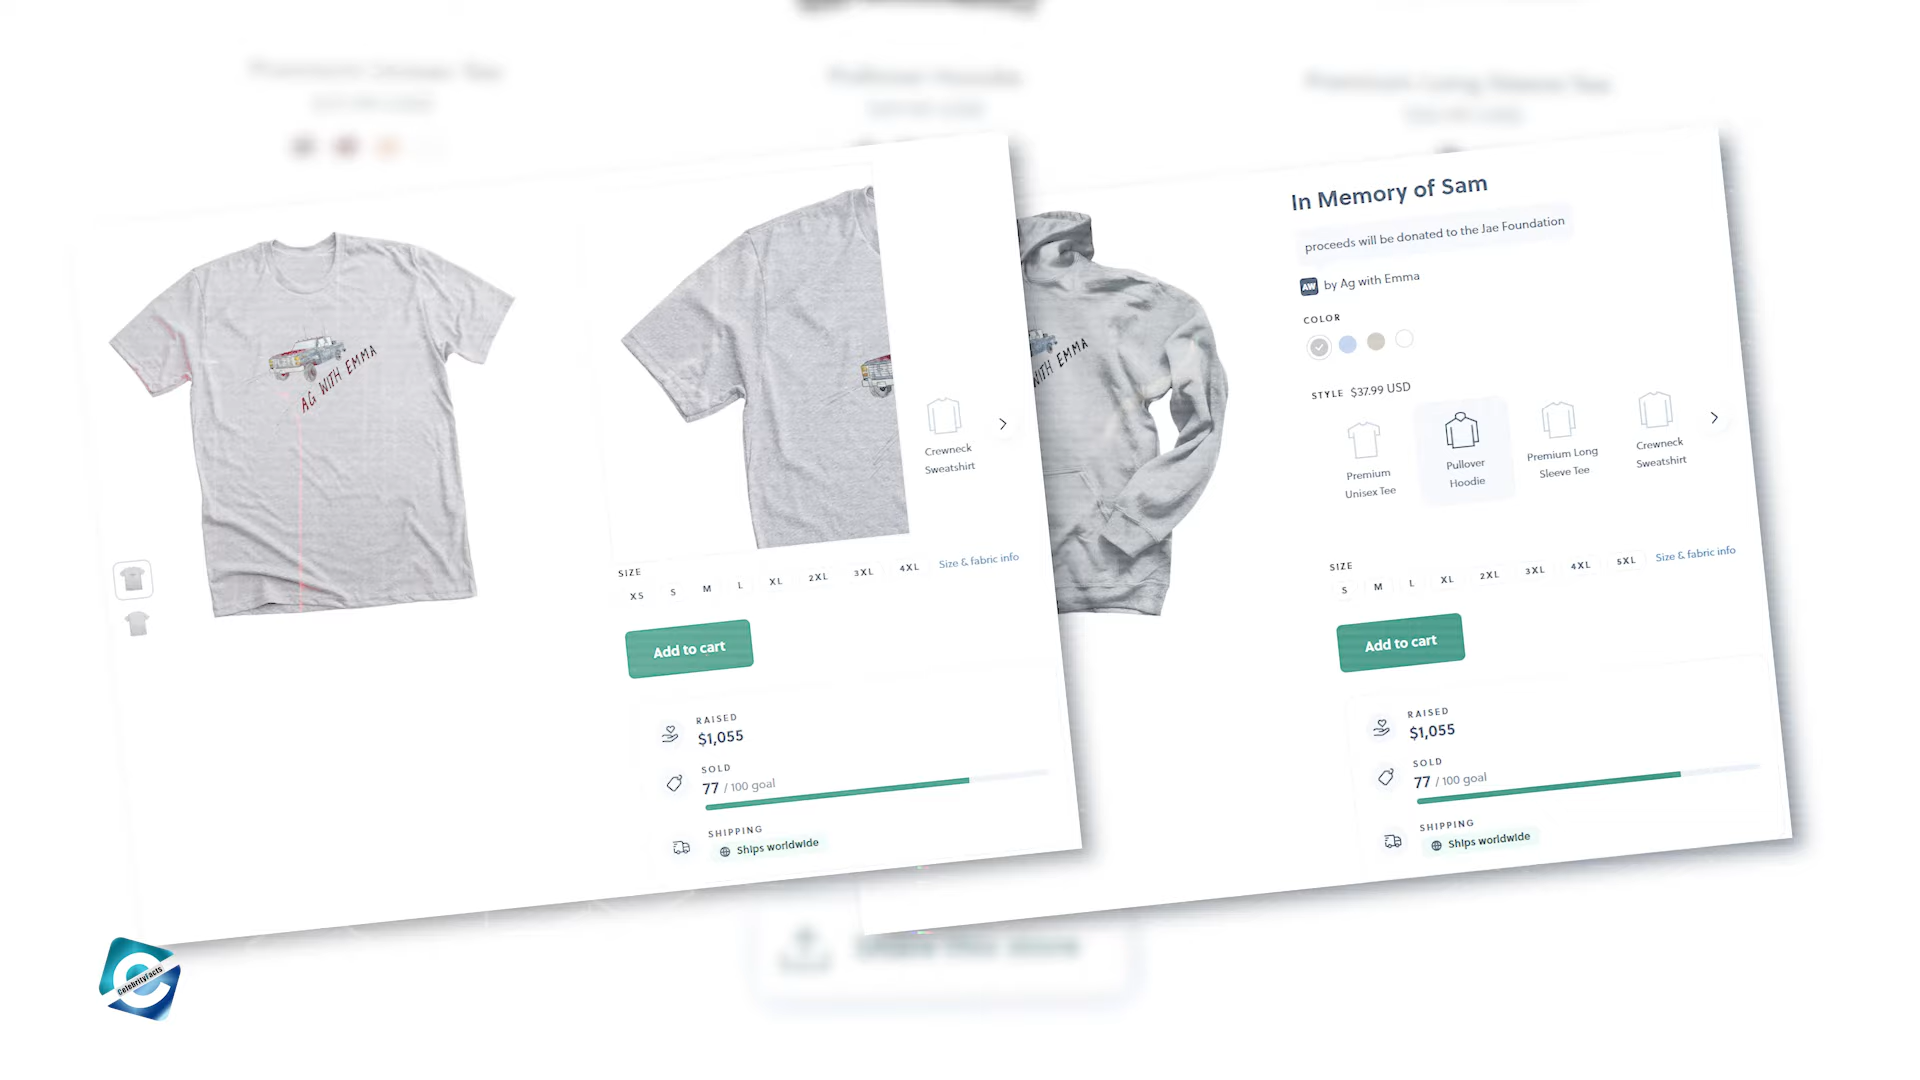 AG WITH EMMA
Crewneck
Sweatshirt
SIZE
XS S M L XL 2XL 3XL 4XL Size & fabric info
Add to cart
RAISED
$1,055
SOLD
77 / 100 goal
SHIPPING
Ships worldwide
WITH EMMA
In Memory of Sam
proceeds will be donated to the Jae Foundation
AW by Ag with Emma
COLOR
STYLE $37.99 USD
Premium
Unisex Tee
Pullover
Hoodie
Premium Long
Sleeve Tee
Crewneck
Sweatshirt
SIZE
S M L XL 2XL 3XL 4XL 5XL Size & fabric info
Add to cart
RAISED
$1,055
SOLD
77 / 100 goal
SHIPPING
Ships worldwide
Share this store
CelebrityFacts